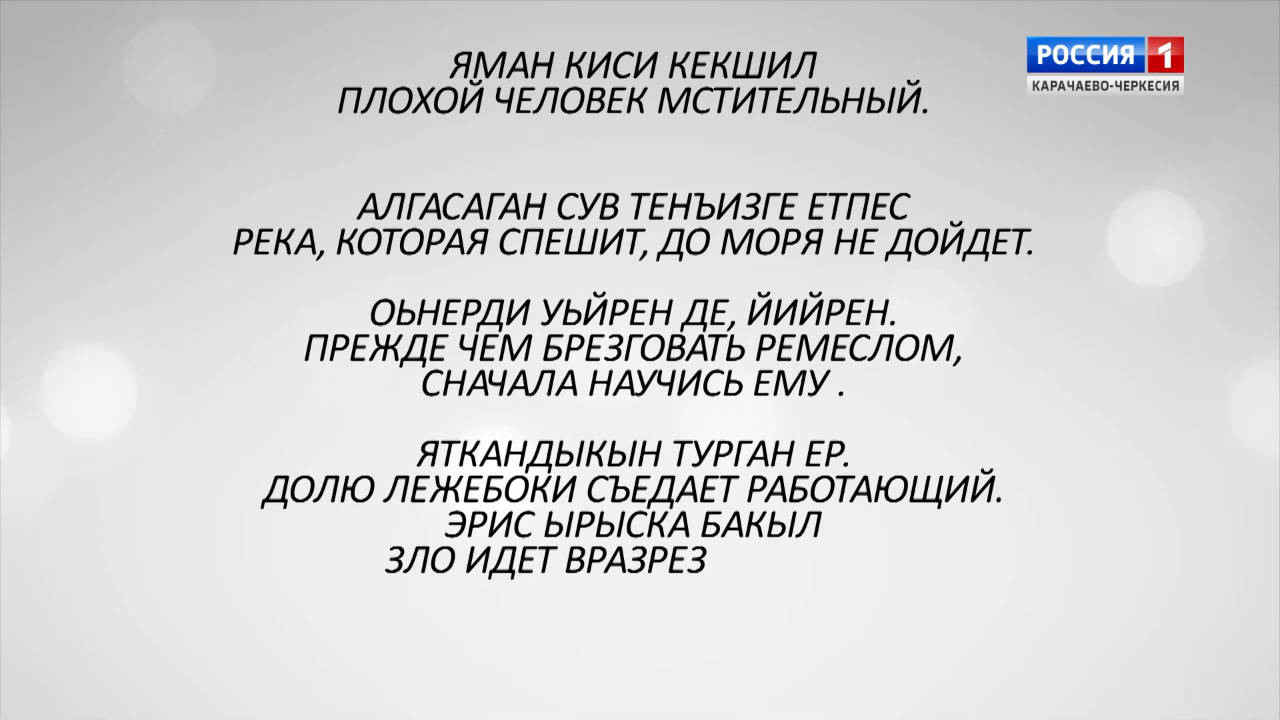 ЯМАН КИСИ КЕКШИЛ
ПЛОХОЙ ЧЕЛОВЕК МСТИТЕЛЬНЫЙ.
РОССИЯ 1
КАРАЧАЕВО-ЧЕРКЕСИЯ
АЛГАСАГАН СУВ ТЕНЪИЗГЕ ЕТПЕС
РЕКА, КОТОРАЯ СПЕШИТ, ДО МОРЯ НЕ ДОЙДЕТ.
ОЬНЕРДИ УЬЙРЕН ДЕ, ЙИЙРЕН.
ПРЕЖДЕ ЧЕМ БРЕЗГОВАТЬ РЕМЕСЛОМ,
СНАЧАЛА НАУЧИСЬ ЕМУ .
ЯТКАНДЫКЫН ТУРГАН ЕР.
ДОЛЮ ЛЕЖЕБОКИ СЪЕДАЕТ РАБОТАЮЩИЙ.
ЭРИС ЫРЫСКА БАКЫЛ
ЗЛО ИДЕТ ВРАЗРЕЗ